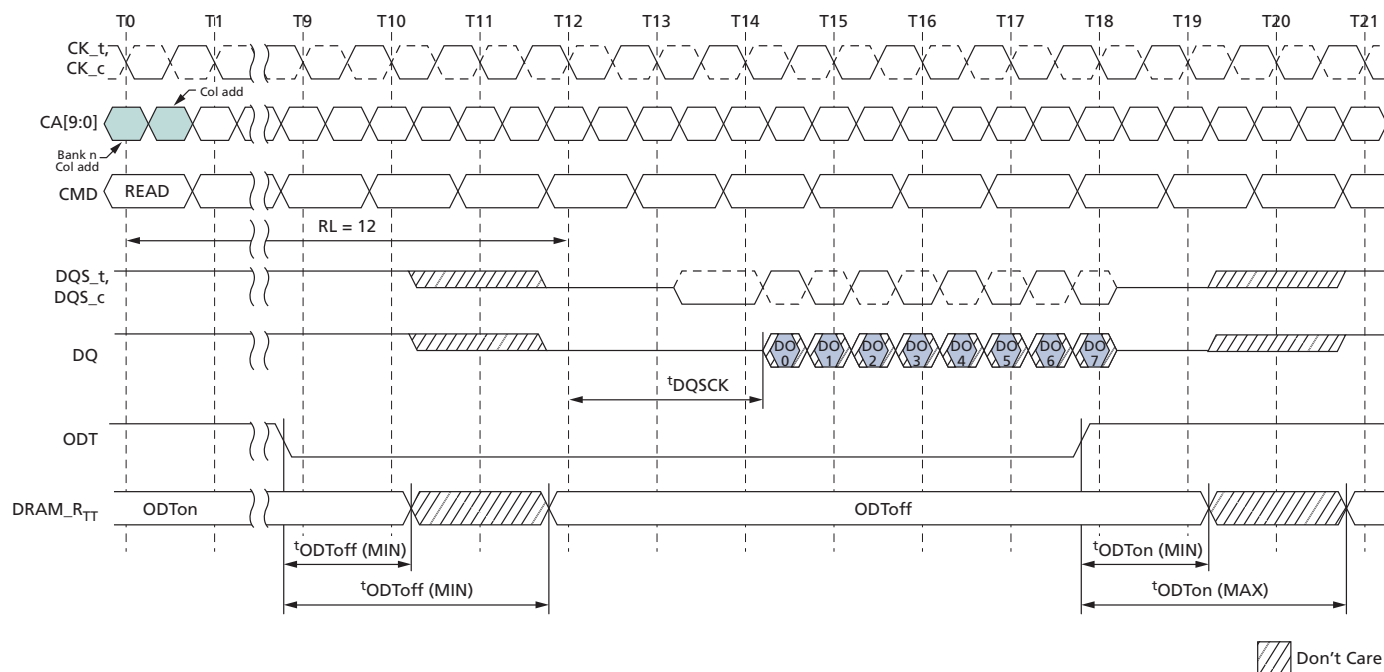 T0 T1 T9 T10 T11 T12 T13 T14 T15 T16 T17 T18 T19 T20 T21
CK_t,
CK_c
Col add
CA[9:0]
Bank n
Col add
CMD
READ
RL = 12
DQS_t,
DQS_c
DQ
DO 0
DO 1
DO 2
DO 3
DO 4
DO 5
DO 6
DO 7
tDQSCK
ODT
DRAM_RTT
ODTon
ODToff
tODToff (MIN)
tODTon (MIN)
tODToff (MIN)
tODTon (MAX)
Don't Care